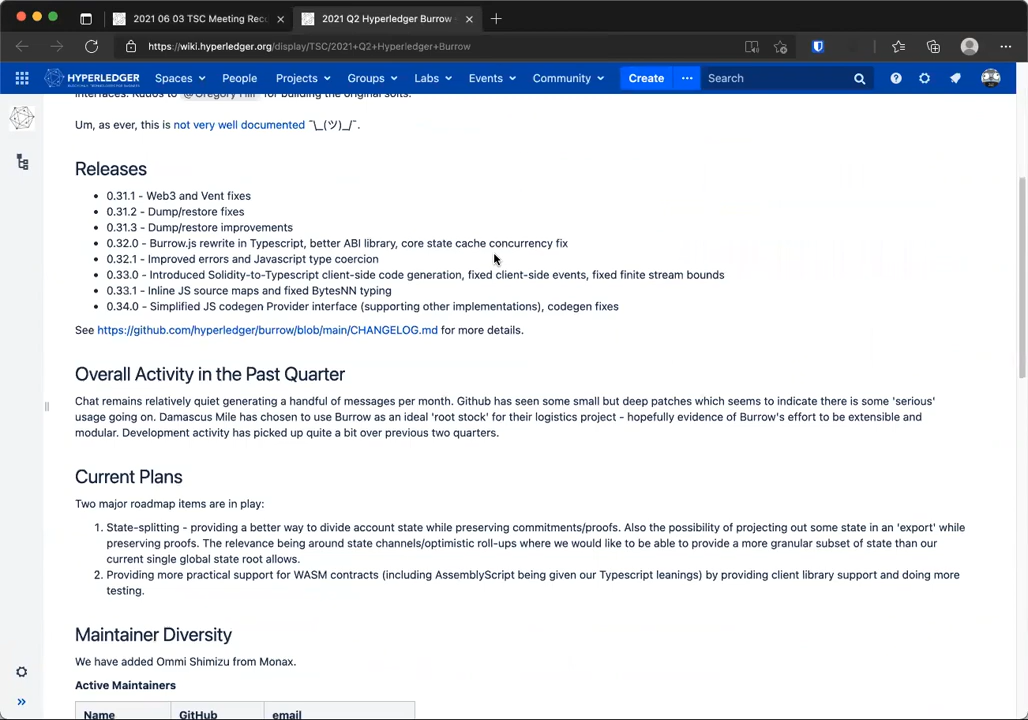 2021 06 03 TSC Meeting Rec
2021 Q2 Hyperledger Burrow
https://wiki.hyperledger.org/display/TSC/2021+Q2+Hyperledger+Burrow
HYPERLEDGER Spaces People Projects Groups Labs Events Community Create ... Search
interfaces. Kudos to @Gregory Hill for building the original solts.
Um, as ever, this is not very well documented ¯\_(ツ)_/¯.
Releases
• 0.31.1 - Web3 and Vent fixes
• 0.31.2 - Dump/restore fixes
• 0.31.3 - Dump/restore improvements
• 0.32.0 - Burrow.js rewrite in Typescript, better ABI library, core state cache concurrency fix
• 0.32.1 - Improved errors and Javascript type coercion
• 0.33.0 - Introduced Solidity-to-Typescript client-side code generation, fixed client-side events, fixed finite stream bounds
• 0.33.1 - Inline JS source maps and fixed BytesNN typing
• 0.34.0 - Simplified JS codegen Provider interface (supporting other implementations), codegen fixes
See https://github.com/hyperledger/burrow/blob/main/CHANGELOG.md for more details.
Overall Activity in the Past Quarter
Chat remains relatively quiet generating a handful of messages per month. Github has seen some small but deep patches which seems to indicate there is some 'serious'
usage going on. Damascus Mile has chosen to use Burrow as an ideal 'root stock' for their logistics project - hopefully evidence of Burrow's effort to be extensible and
modular. Development activity has picked up quite a bit over previous two quarters.
Current Plans
Two major roadmap items are in play:
1. State-splitting - providing a better way to divide account state while preserving commitments/proofs. Also the possibility of projecting out some state in an 'export' while
preserving proofs. The relevance being around state channels/optimistic roll-ups where we would like to be able to provide a more granular subset of state than our
current single global state root allows.
2. Providing more practical support for WASM contracts (including AssemblyScript being given our Typescript leanings) by providing client library support and doing more
testing.
Maintainer Diversity
We have added Ommi Shimizu from Monax.
Active Maintainers
Name GitHub email